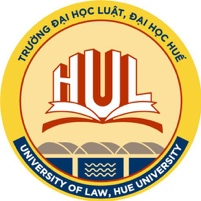 TRƯỜNG ĐẠI HỌC LUẬT, ĐẠI HỌC HUẾ
HUL
UNIVERSITY OF LAW, HUE UNIVERSITY